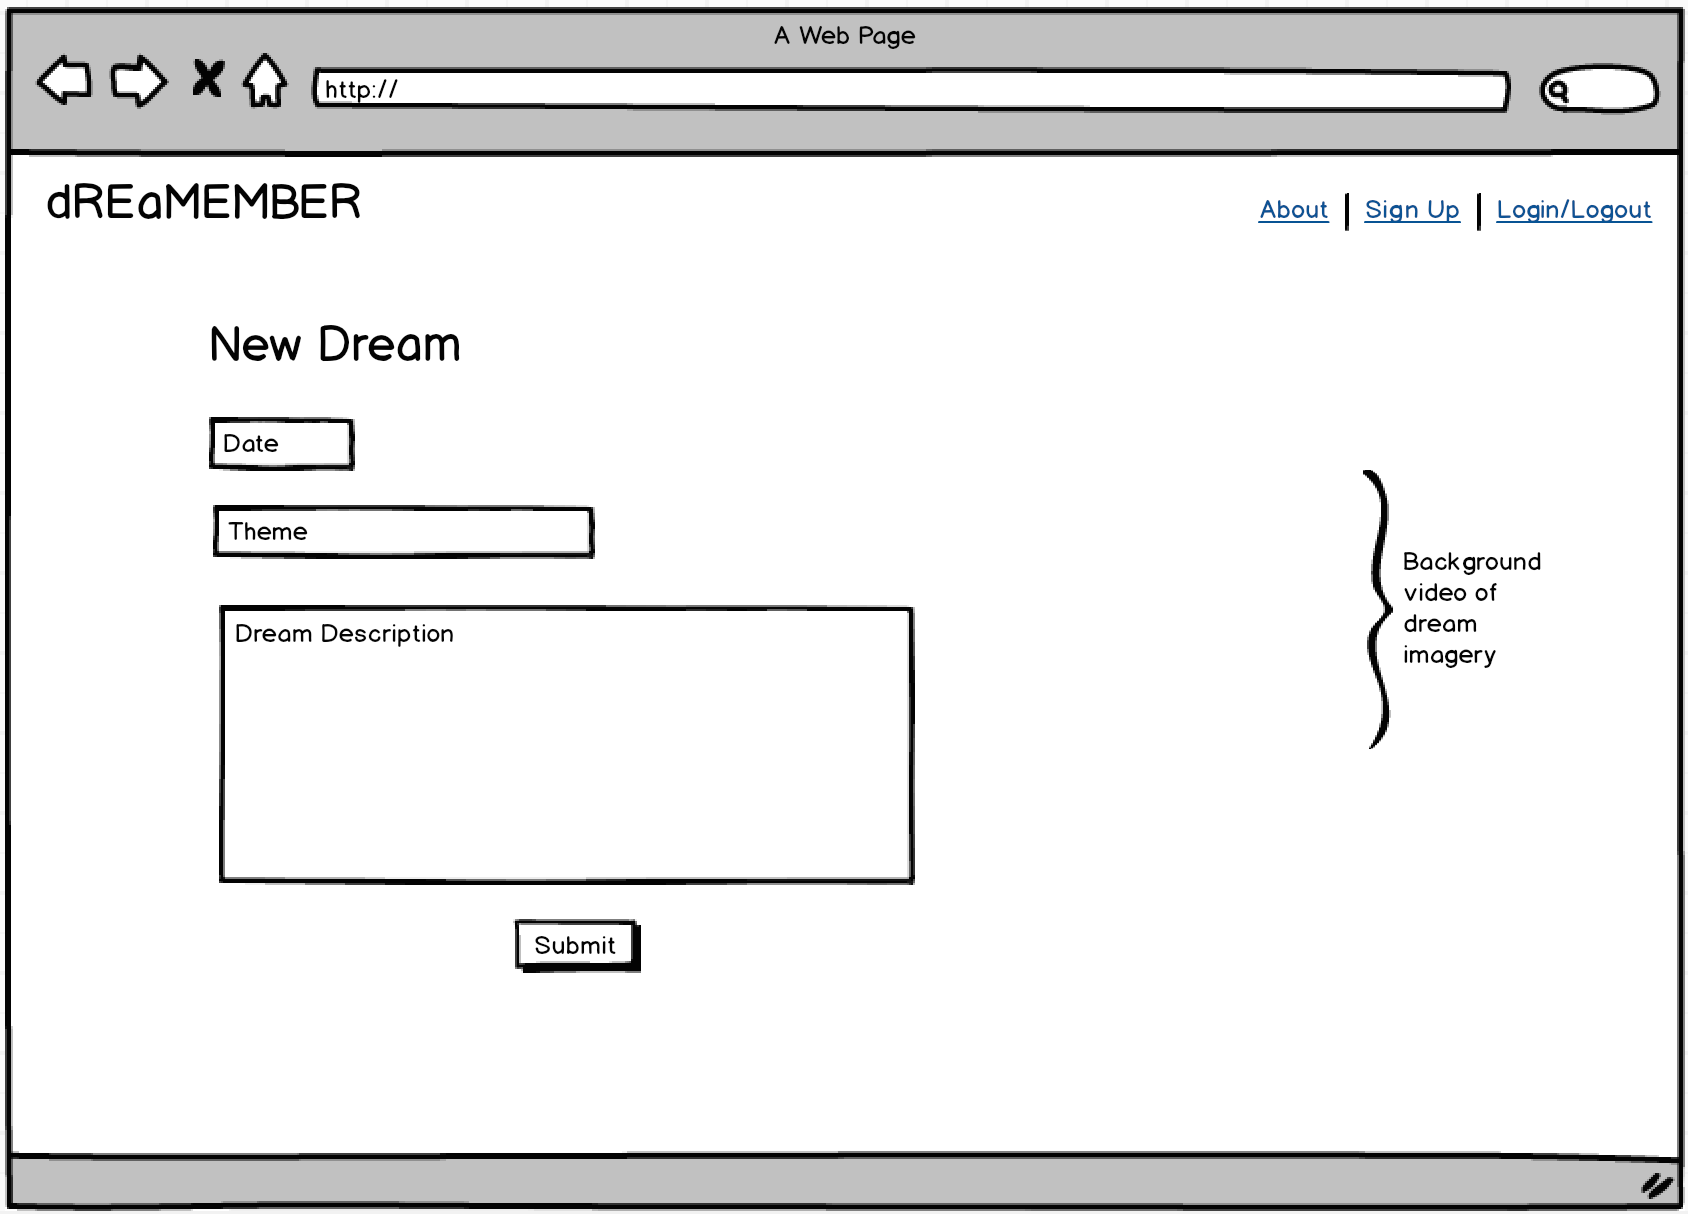 A Web Page
http://
dREaMEMBER
About | Sign Up | Login/Logout
New Dream
Date
Theme
Dream Description
Background
video of
dream
imagery
Submit